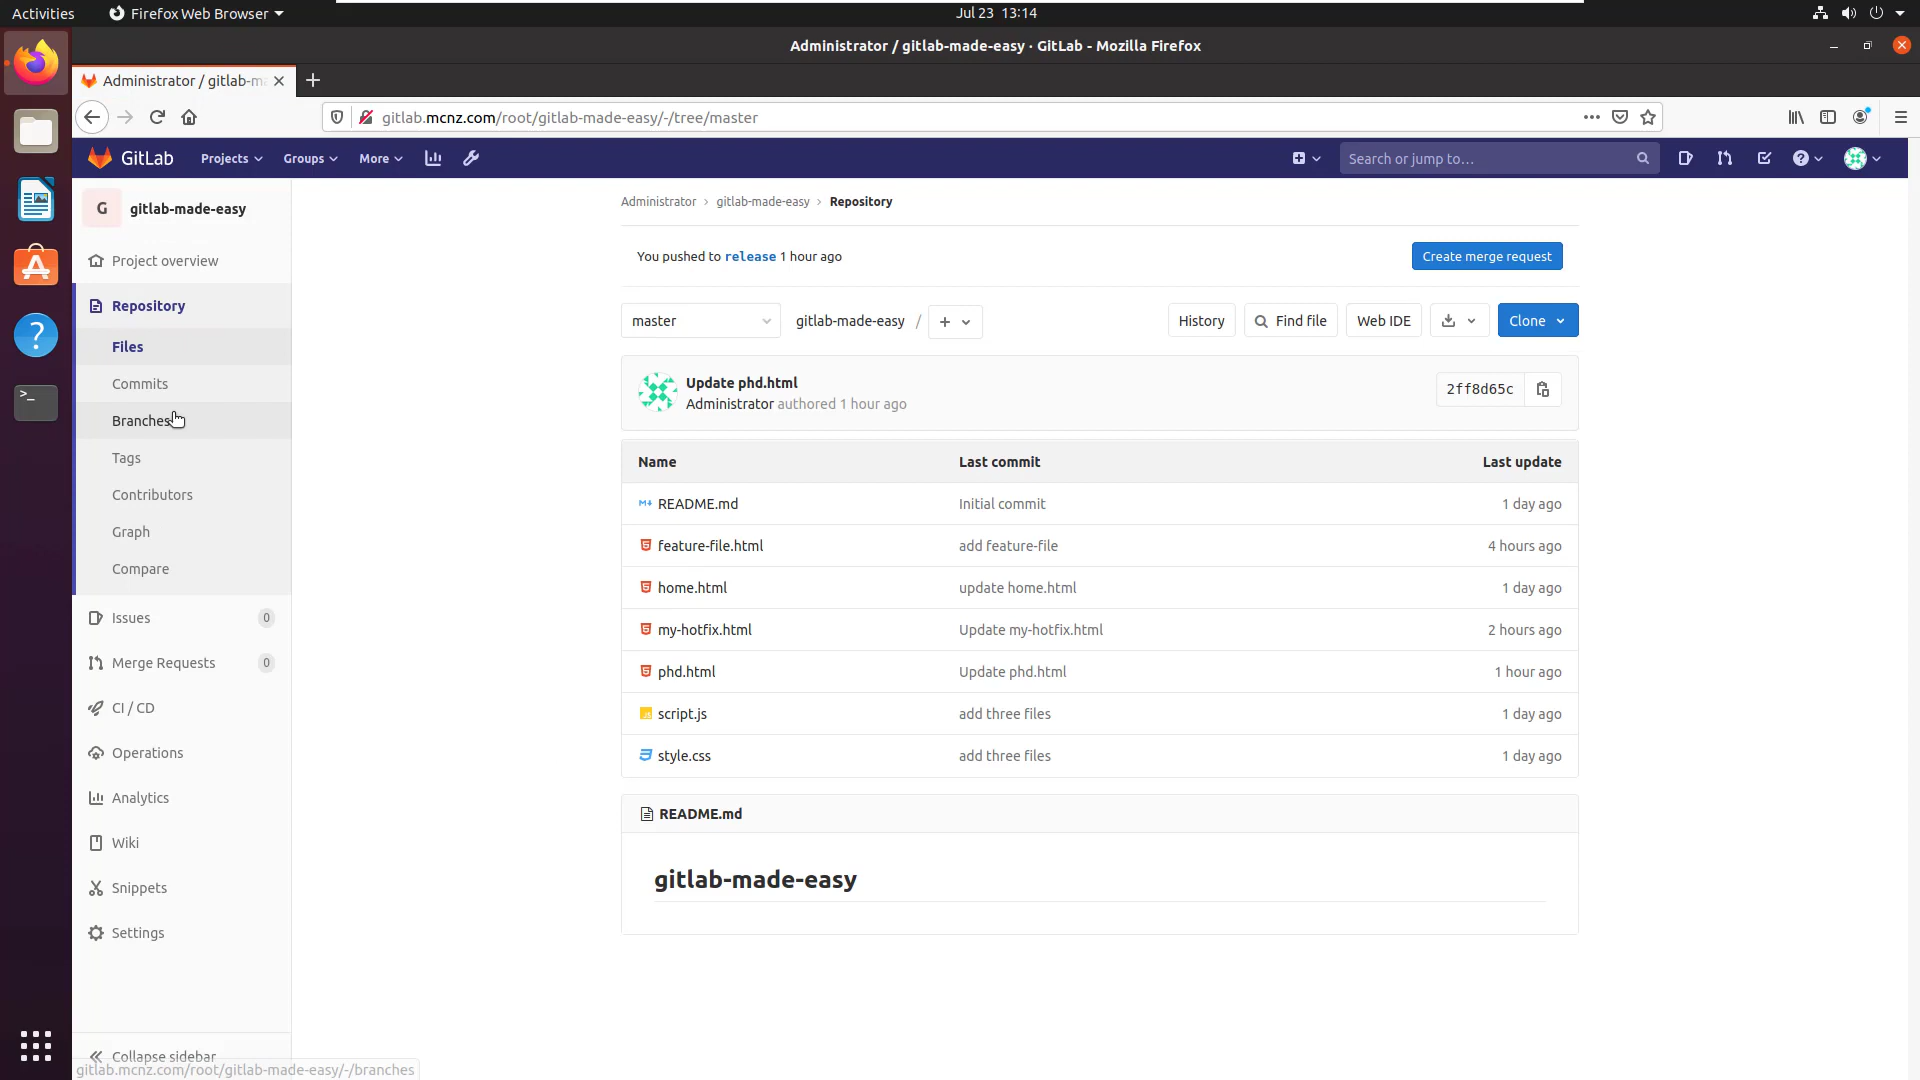 Activities
Firefox Web Browser
Jul 23 13:14
Administrator / gitlab-made-easy · GitLab - Mozilla Firefox
Administrator / gitlab-ma
gitlab.mcnz.com/root/gitlab-made-easy/-/tree/master
GitLab
Projects
Groups
More
Search or jump to…
G
gitlab-made-easy
Project overview
Repository
Files
Commits
Branches
Tags
Contributors
Graph
Compare
Issues 0
Merge Requests 0
CI / CD
Operations
Analytics
Wiki
Snippets
Settings
Collapse sidebar
gitlab.mcnz.com/root/gitlab-made-easy/-/branches
Administrator › gitlab-made-easy › Repository
You pushed to release 1 hour ago
Create merge request
master
gitlab-made-easy / +
History
Find file
Web IDE
Clone
Update phd.html
Administrator authored 1 hour ago
2ff8d65c
Name Last commit Last update
README.md Initial commit 1 day ago
feature-file.html add feature-file 4 hours ago
home.html update home.html 1 day ago
my-hotfix.html Update my-hotfix.html 2 hours ago
phd.html Update phd.html 1 hour ago
script.js add three files 1 day ago
style.css add three files 1 day ago
README.md
gitlab-made-easy